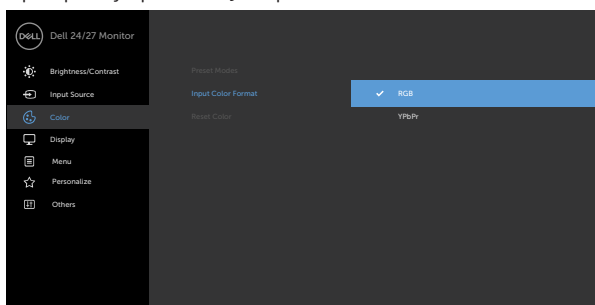 DELL Dell 24/27 Monitor
Brightness/Contrast Preset Modes
Input Source Input Color Format RGB
Color Reset Color YPbPr
Display
Menu
Personalize
Others